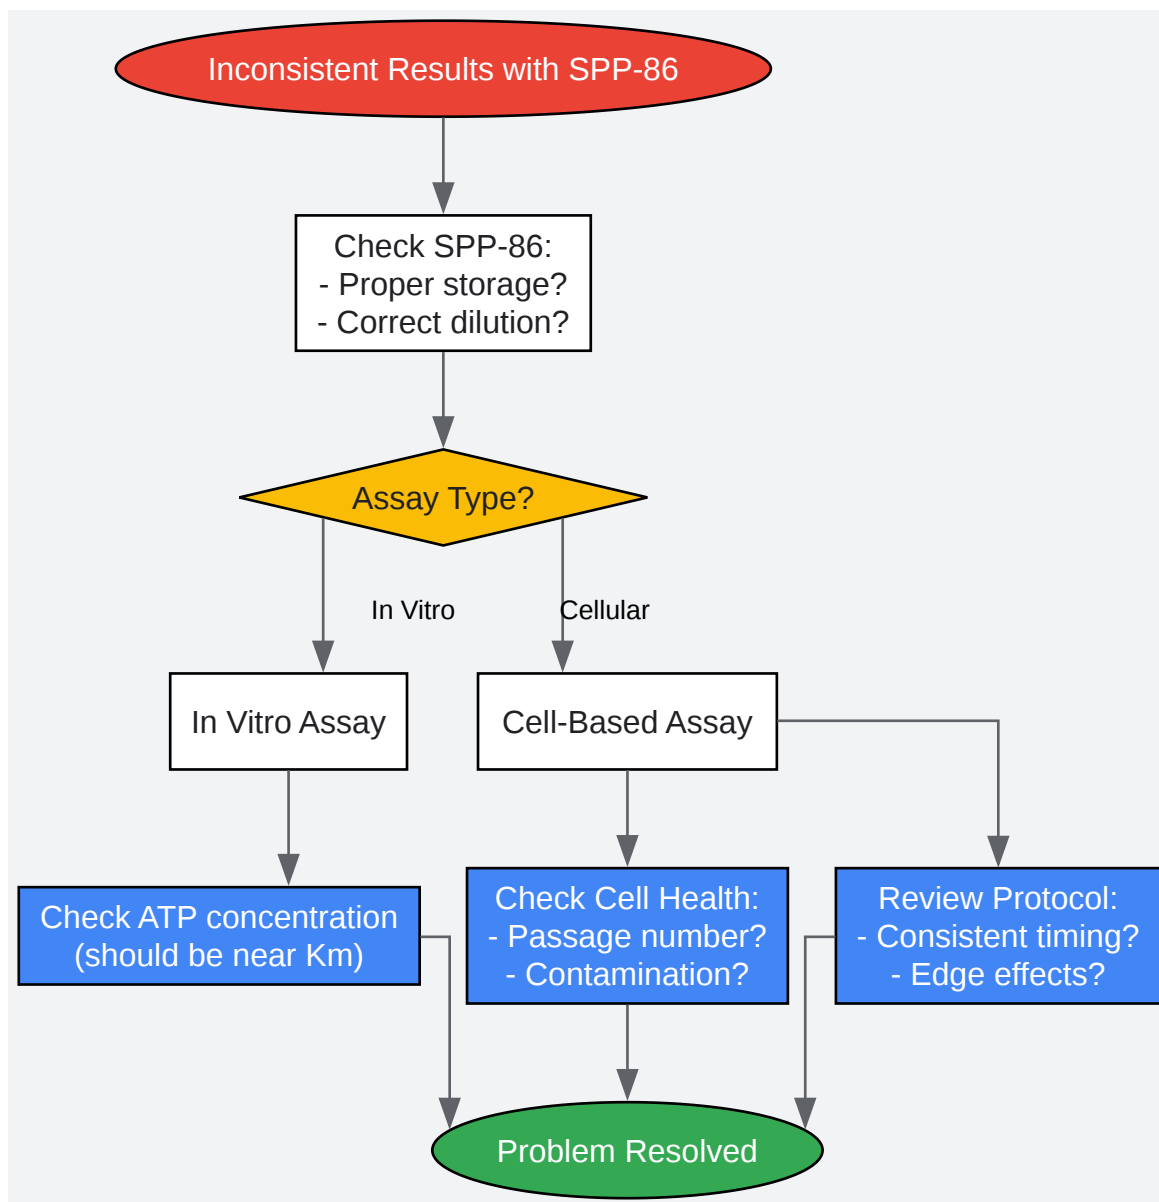 Inconsistent Results with SPP-86
Check SPP-86:
- Proper storage?
- Correct dilution?
Assay Type?
In Vitro
Cellular
In Vitro Assay
Cell-Based Assay
Check ATP concentration
(should be near Km)
Check Cell Health:
- Passage number?
- Contamination?
Review Protocol:
- Consistent timing?
- Edge effects?
Problem Resolved